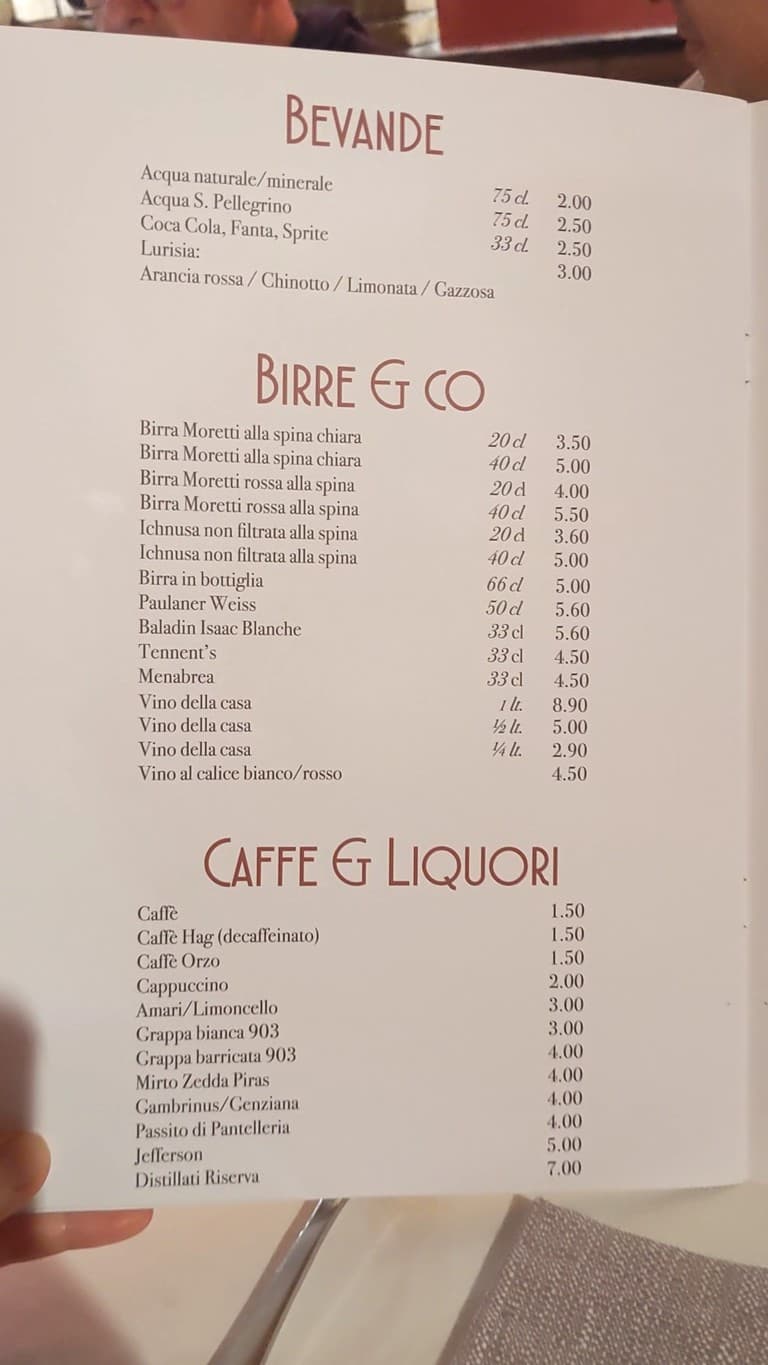 BEVANDE
Acqua naturale/minerale 75 cl. 2.00
Acqua S. Pellegrino 75 cl. 2.50
Coca Cola, Fanta, Sprite 33 cl. 2.50
Lurisia: 3.00
Arancia rossa / Chinotto / Limonata / Gazzosa
BIRRE & CO
Birra Moretti alla spina chiara 20 cl 3.50
Birra Moretti alla spina chiara 40 cl 5.00
Birra Moretti rossa alla spina 20 cl 4.00
Birra Moretti rossa alla spina 40 cl 5.50
Ichnusa non filtrata alla spina 20 cl 3.60
Ichnusa non filtrata alla spina 40 cl 5.00
Birra in bottiglia 66 cl 5.00
Paulaner Weiss 50 cl 5.60
Baladin Isaac Blanche 33 cl 5.60
Tennent's 33 cl 4.50
Menabrea 33 cl 4.50
Vino della casa 1 lt. 8.90
Vino della casa ½ lt. 5.00
Vino della casa ¼ lt. 2.90
Vino al calice bianco/rosso 4.50
CAFFE & LIQUORI
Caffè 1.50
Caffè Hag (decaffeinato) 1.50
Caffè Orzo 1.50
Cappuccino 2.00
Amari/Limoncello 3.00
Grappa bianca 903 3.00
Grappa barricata 903 4.00
Mirto Zedda Piras 4.00
Gambrinus/Genziana 4.00
Passito di Pantelleria 4.00
Jefferson 5.00
Distillati Riserva 7.00